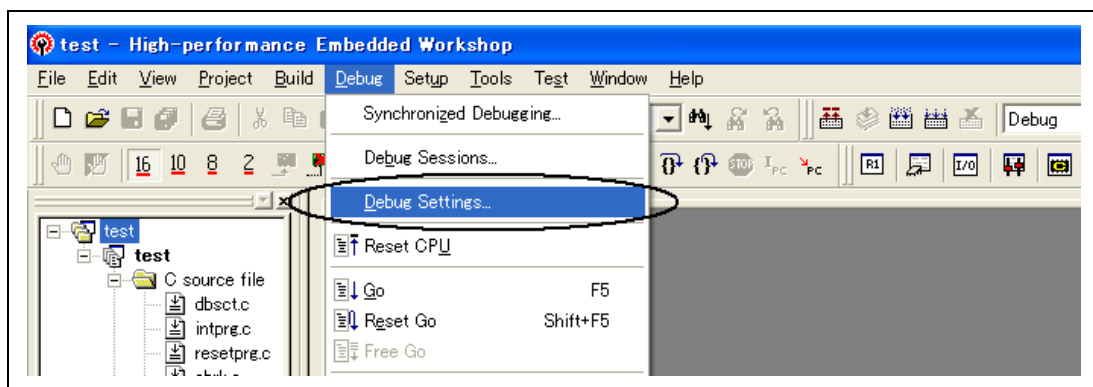 test - High-performance Embedded Workshop
File Edit View Project Build Debug Setup Tools Test Window Help
Synchronized Debugging...
Debug
Debug Sessions...
16 10 8 2
STOP I PC PC R1 I/O
Debug Settings...
test
test
Reset CPU
C source file
Go F5
dbsct.c
Reset Go Shift+F5
intprg.c
Free Go
resetprg.c